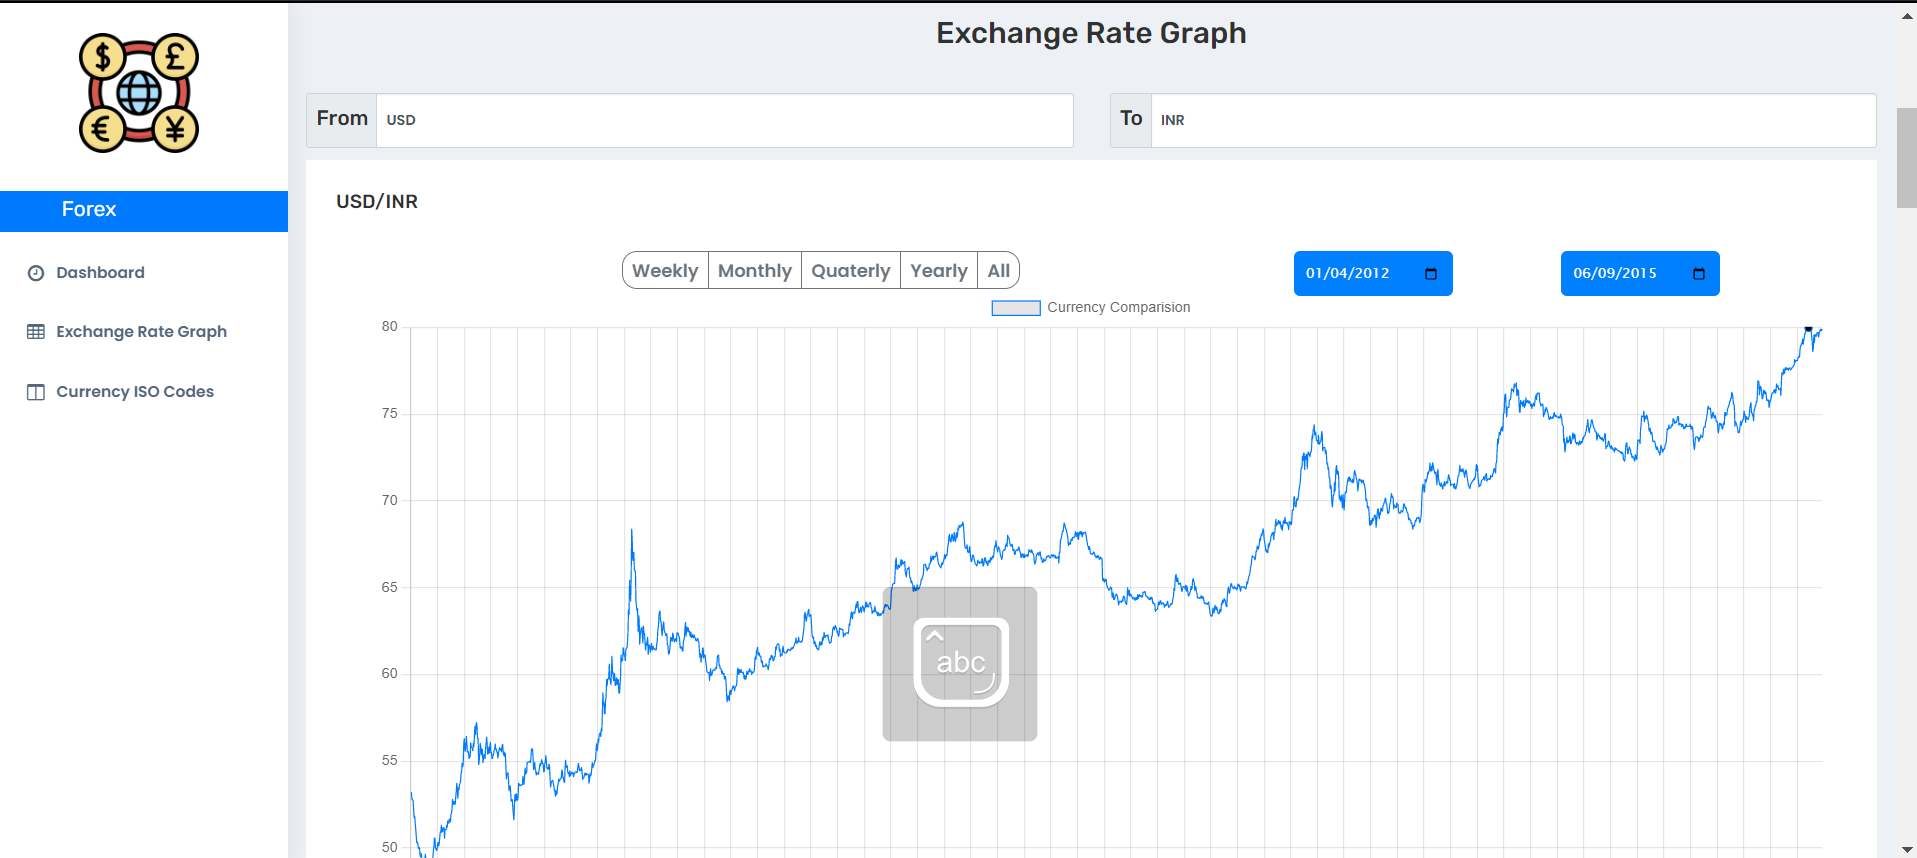 Exchange Rate Graph
$ £
€ ¥
From USD To INR
Forex
USD/INR
Dashboard
Exchange Rate Graph
Currency ISO Codes
Weekly Monthly Quaterly Yearly All
01/04/2012 06/09/2015
Currency Comparision
80
75
70
65
60
55
50
abc